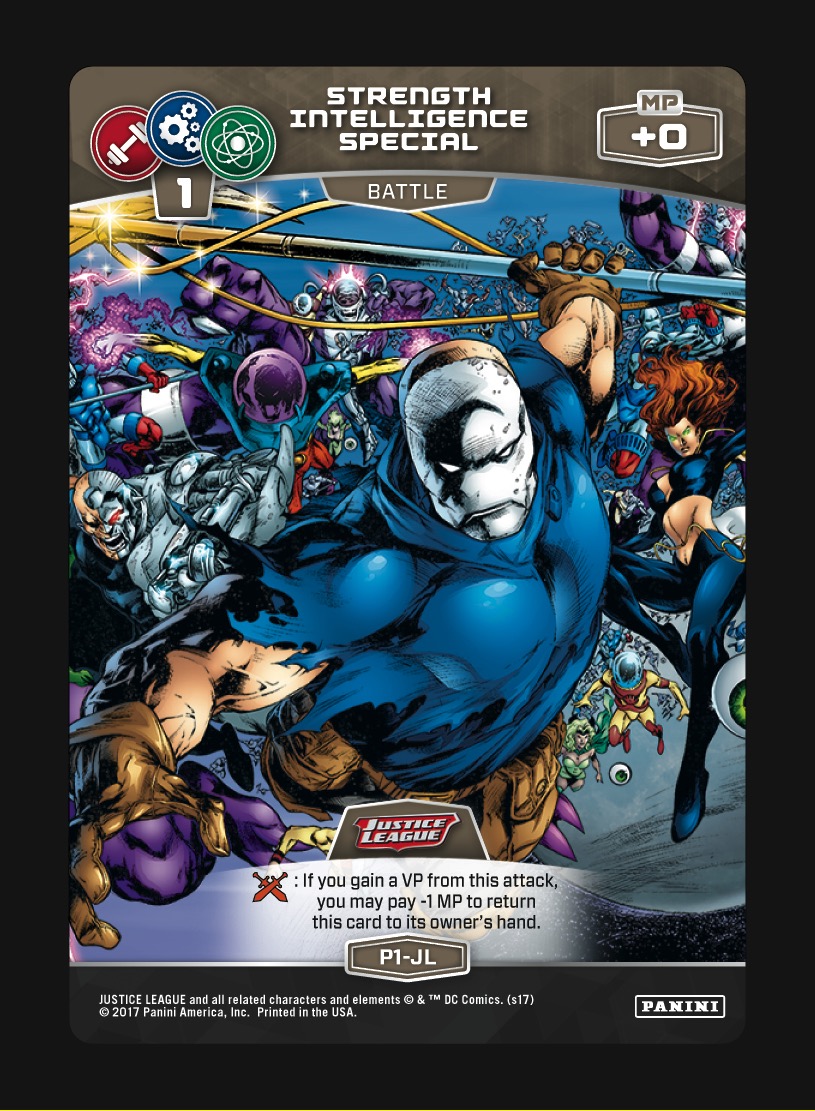 STRENGTH
INTELLIGENCE
SPECIAL
MP
+0
1
BATTLE
JUSTICE
LEAGUE
: If you gain a VP from this attack,
you may pay -1 MP to return
this card to its owner's hand.
P1-JL
JUSTICE LEAGUE and all related characters and elements © & ™ DC Comics. (s17)
© 2017 Panini America, Inc. Printed in the USA.
PANINI